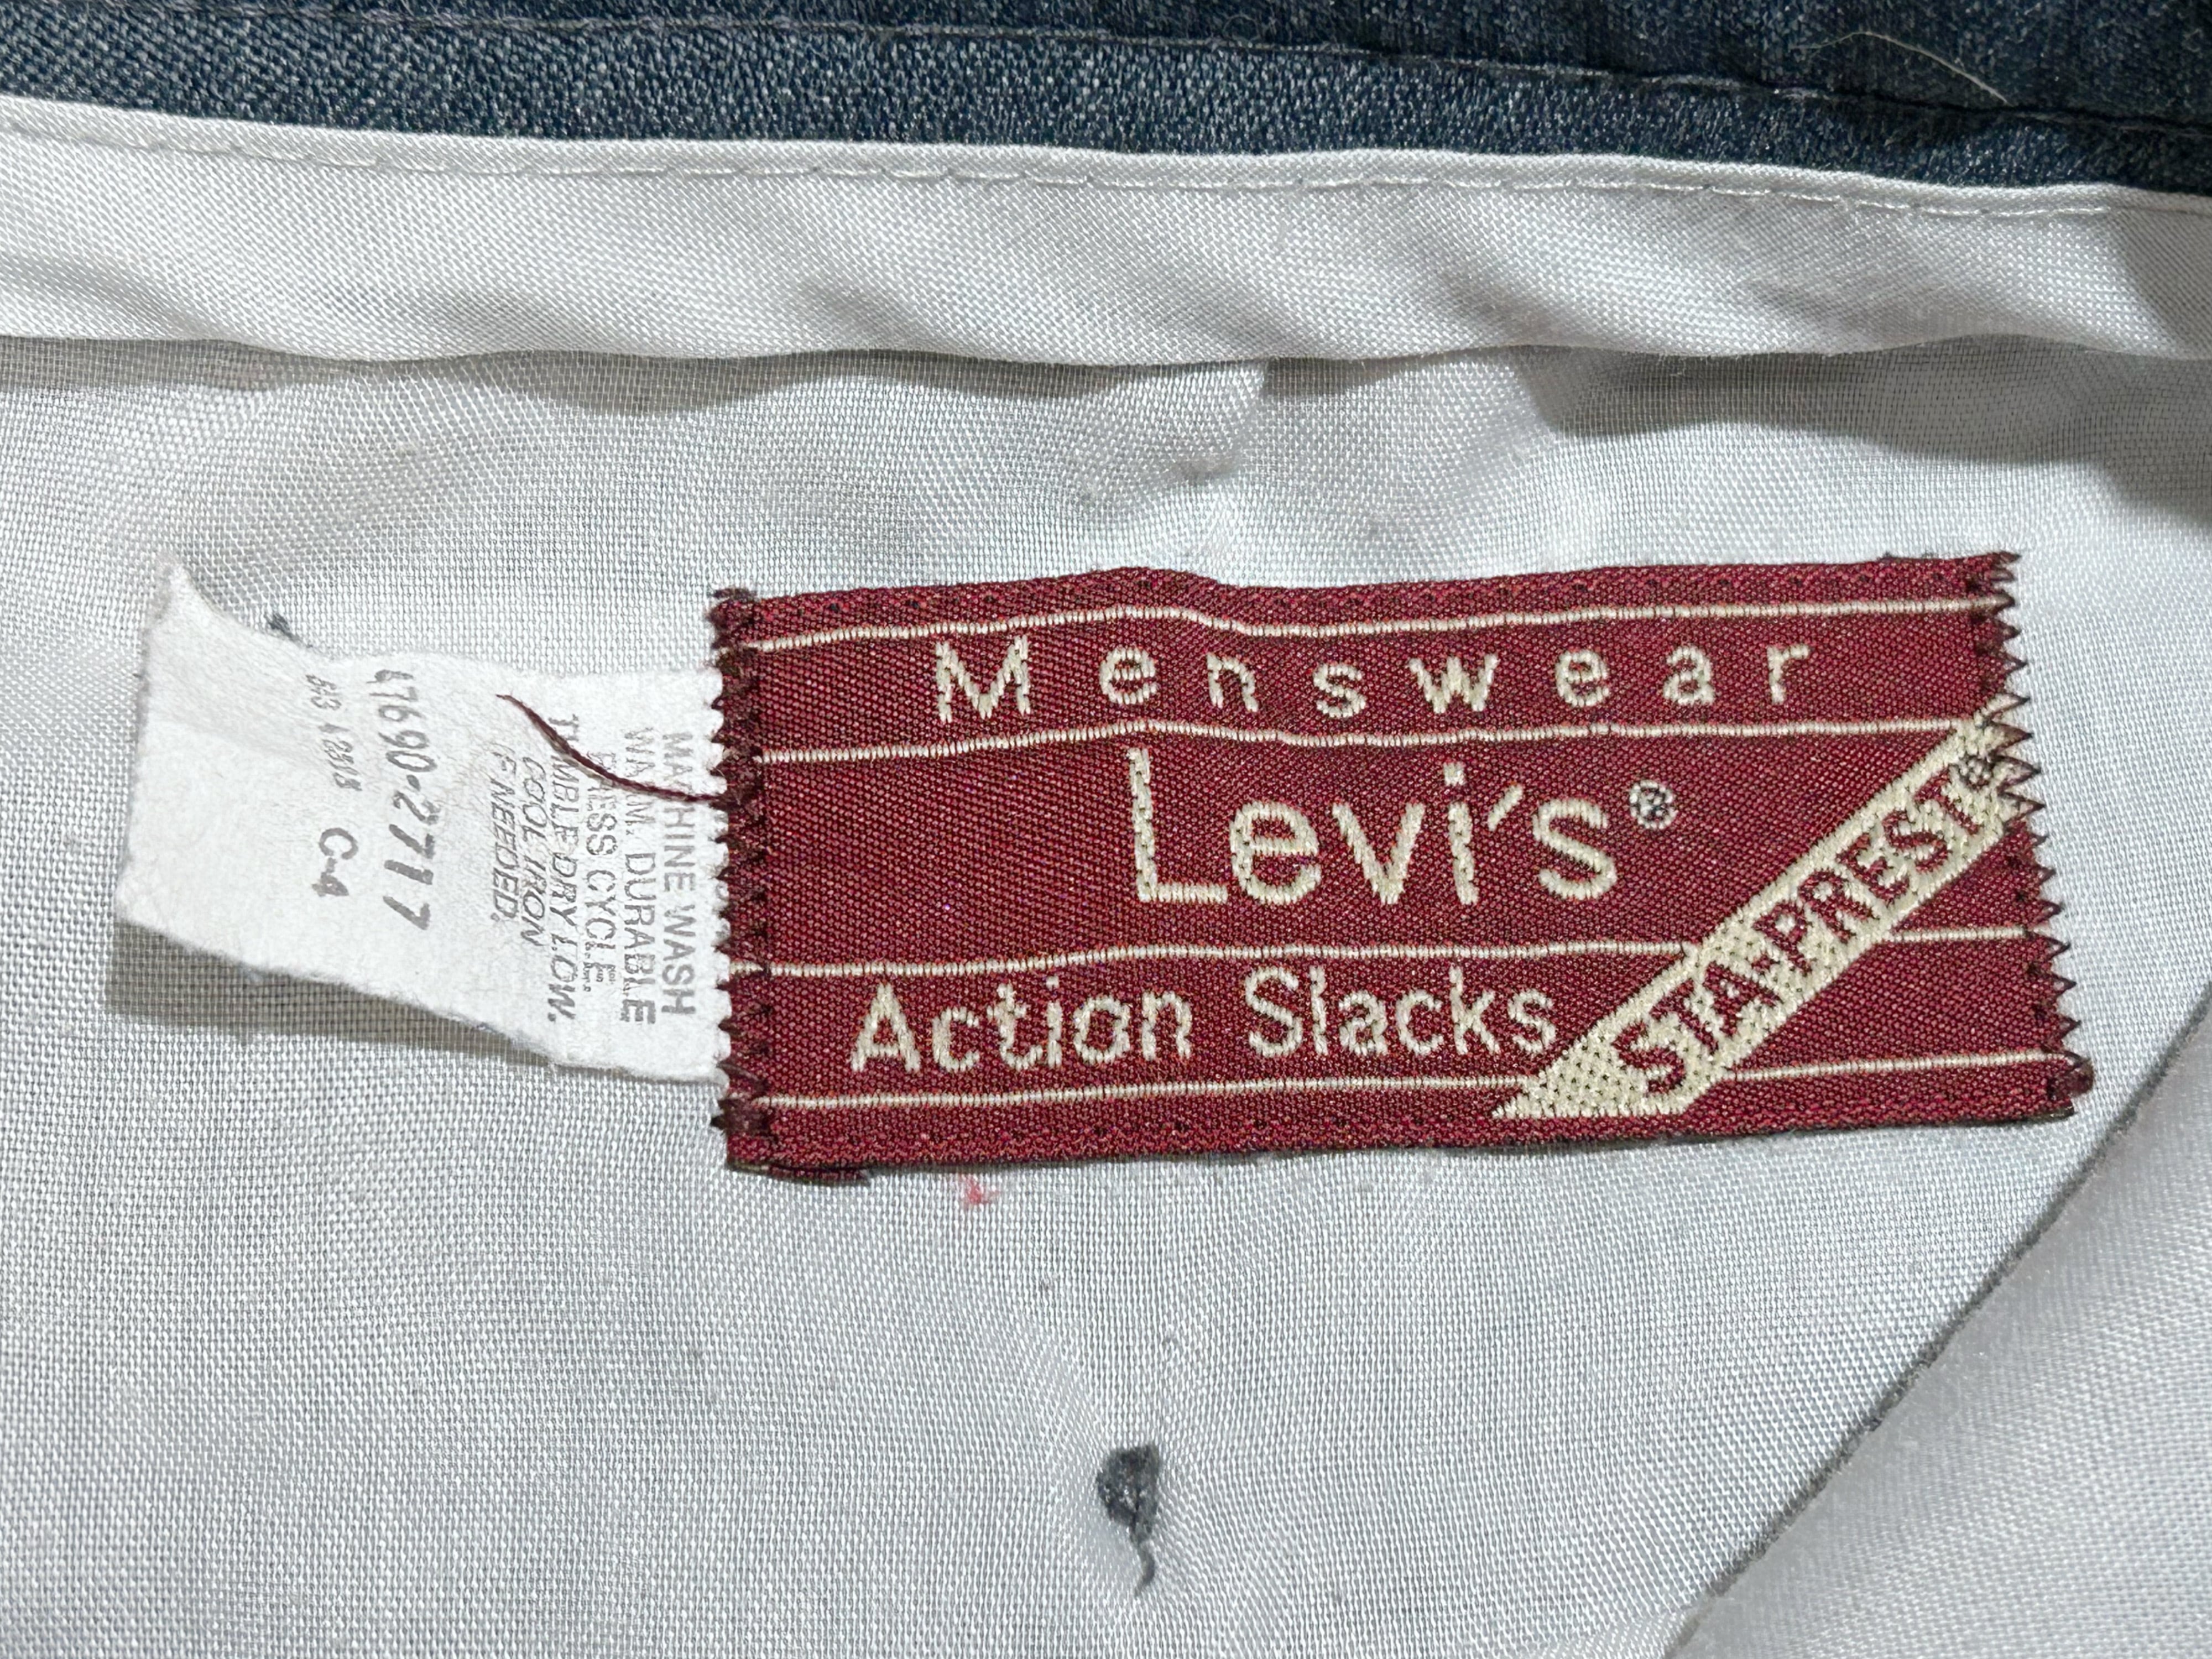 Menswear
Levi's®
Action Slacks
STA-PREST®
MACHINE WASH
WARM, DURABLE
PRESS CYCLE
TUMBLE DRY LOW.
COOL IRON
IF NEEDED.
47690-2717
C-4